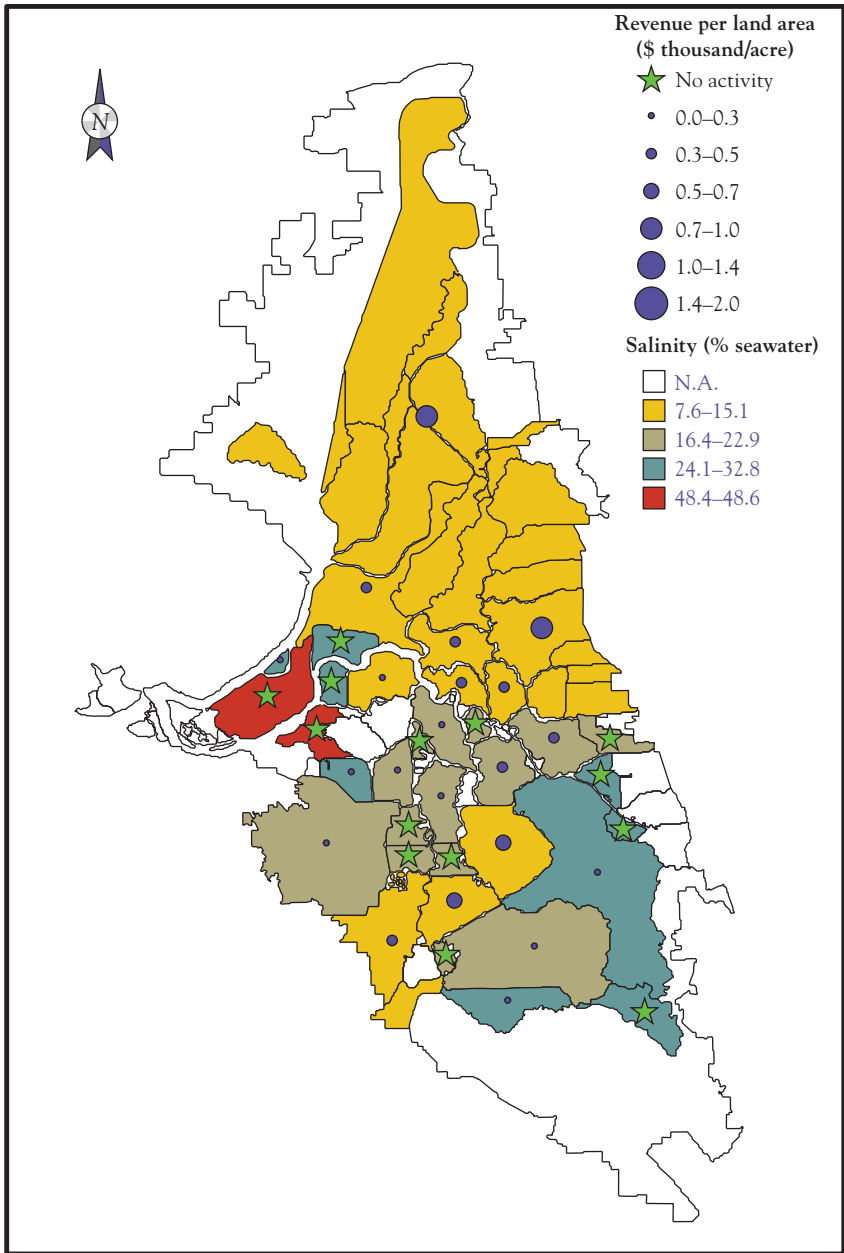 Revenue per land area
($ thousand/acre)
No activity
0.0–0.3
0.3–0.5
0.5–0.7
0.7–1.0
1.0–1.4
1.4–2.0
Salinity (% seawater)
N.A.
7.6–15.1
16.4–22.9
24.1–32.8
48.4–48.6
N